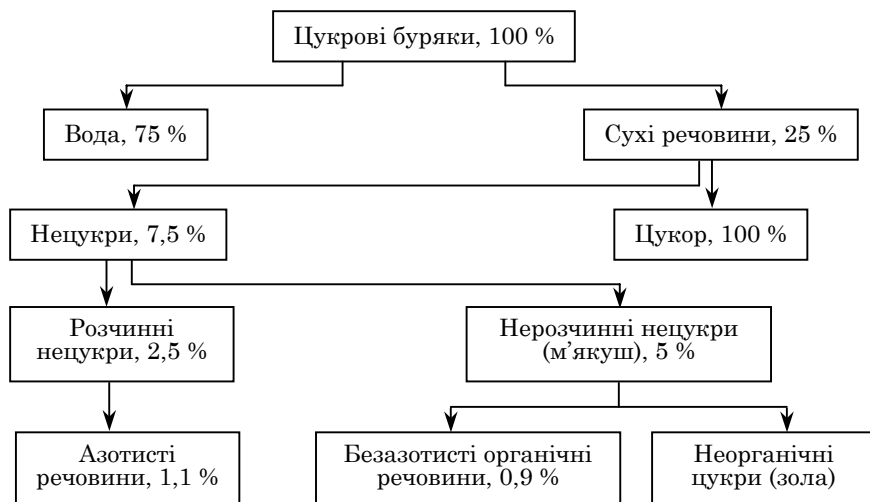 Цукрові буряки, 100 %
Вода, 75 %
Сухі речовини, 25 %
Нецукри, 7,5 %
Цукор, 100 %
Розчинні
нецукри, 2,5 %
Нерозчинні нецукри
(м’якуш), 5 %
Азотисті
речовини, 1,1 %
Безазотисті органічні
речовини, 0,9 %
Неорганічні
цукри (зола)